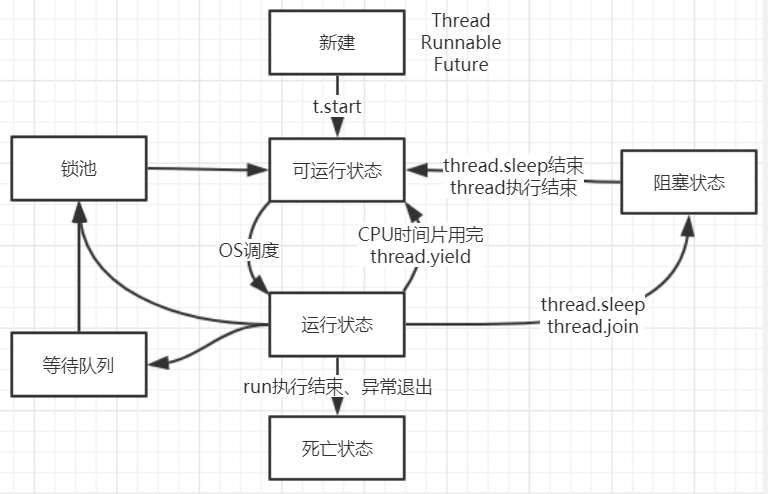 新建
Thread
Runnable
Future
t.start
锁池
可运行状态
thread.sleep结束
thread执行结束
阻塞状态
OS调度
CPU时间片用完
thread.yield
运行状态
thread.sleep
thread.join
等待队列
run执行结束、异常退出
死亡状态